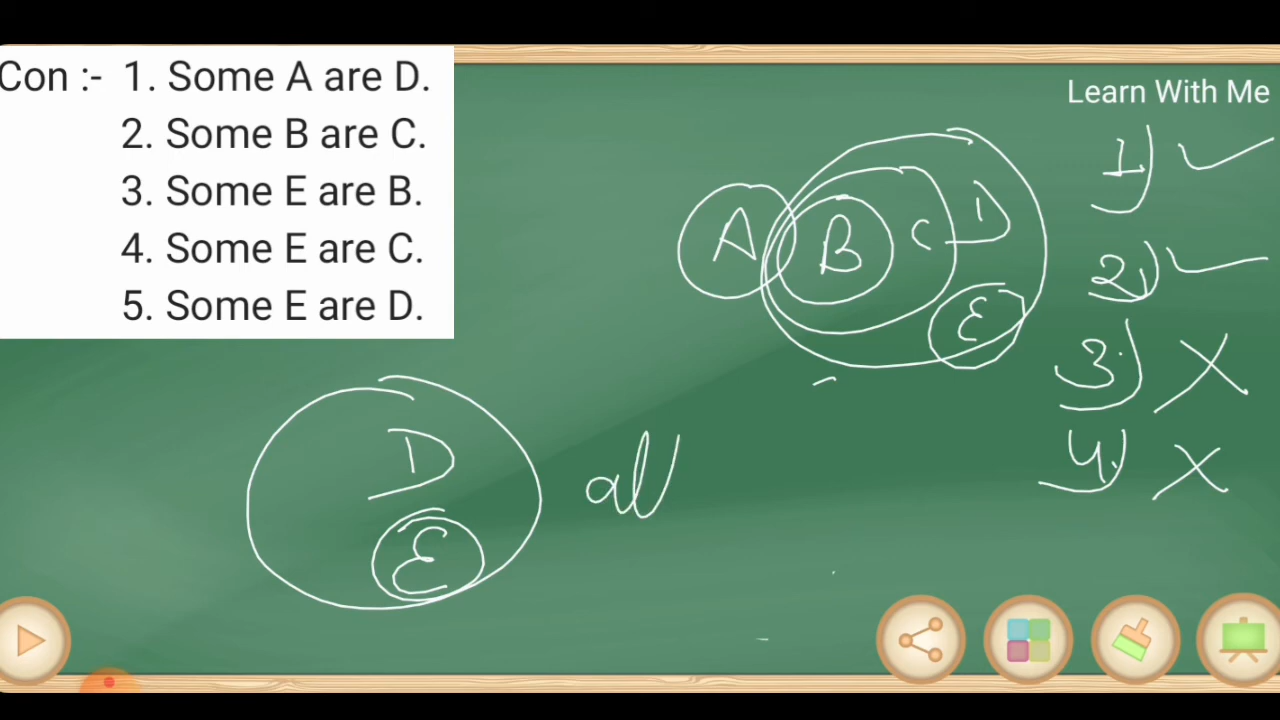 Con :- 1. Some A are D.
2. Some B are C.
3. Some E are B.
4. Some E are C.
5. Some E are D.
Learn With Me
A B C D
E
1) ✓
2) ✓
3) X
4) X
D
E
all